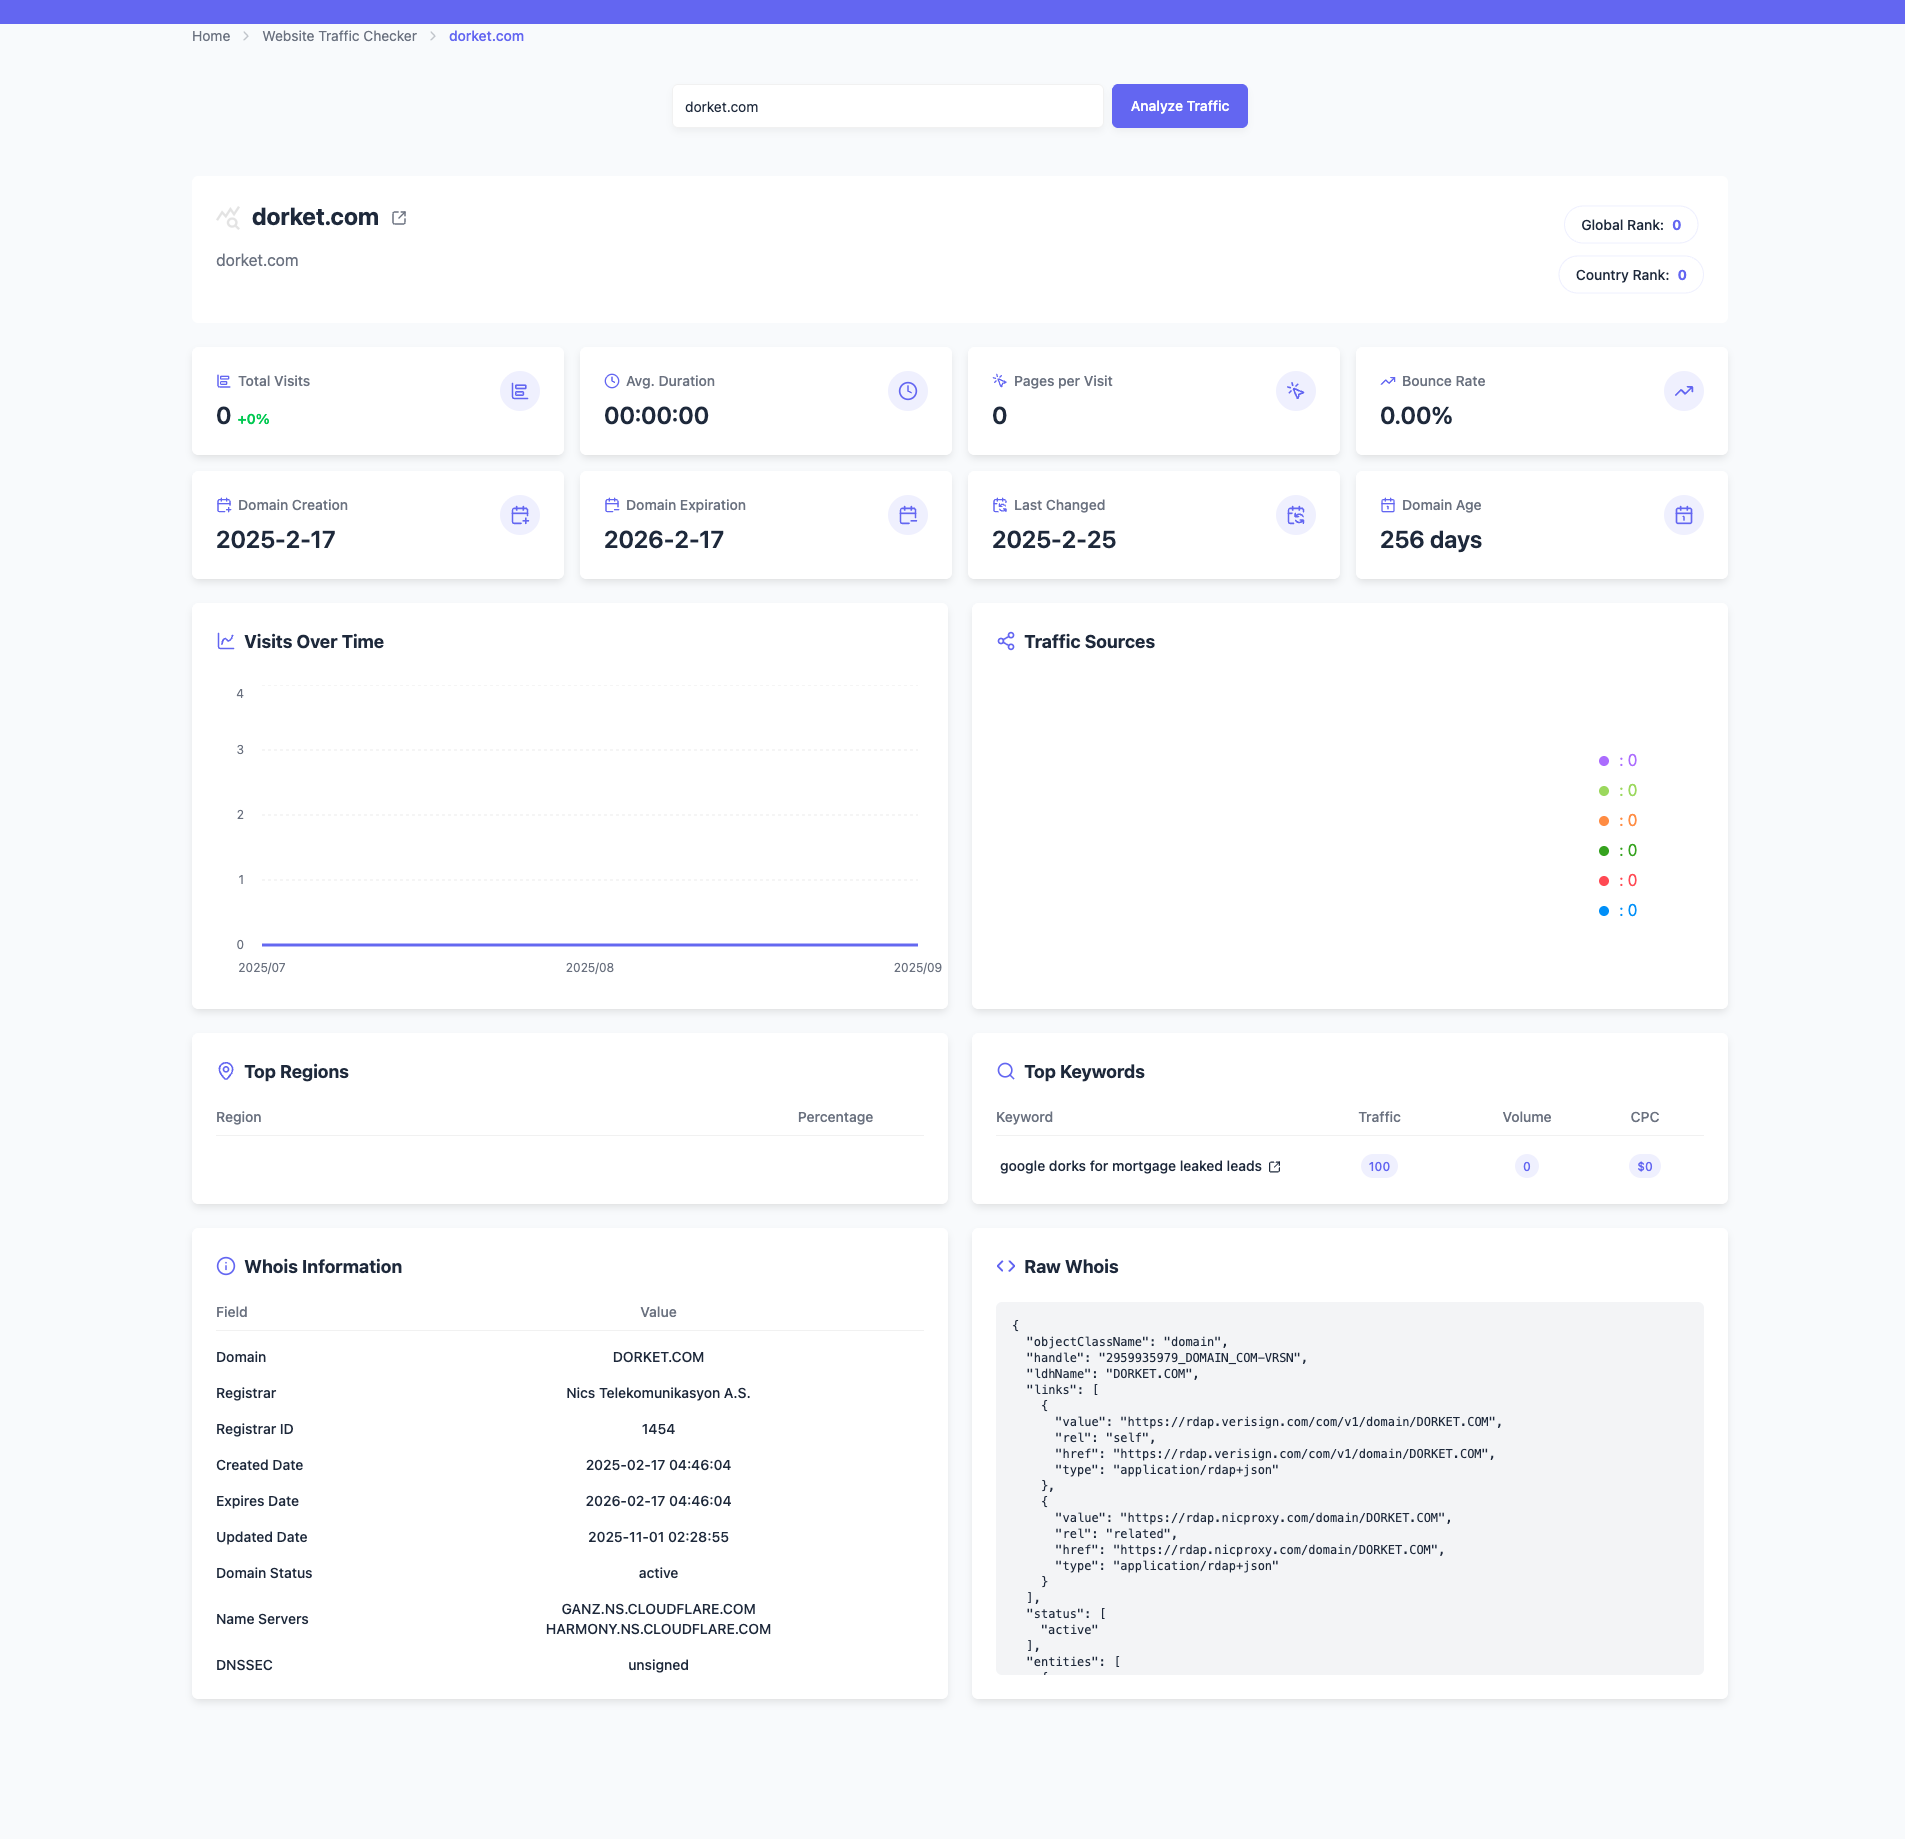 Home > Website Traffic Checker > dorket.com
dorket.com
Analyze Traffic
dorket.com
dorket.com
Global Rank: 0
Country Rank: 0
Total Visits
0 +0%
Avg. Duration
00:00:00
Pages per Visit
0
Bounce Rate
0.00%
Domain Creation
2025-2-17
Domain Expiration
2026-2-17
Last Changed
2025-2-25
Domain Age
256 days
Visits Over Time
4
3
2
1
0
2025/07 2025/08 2025/09
Traffic Sources
: 0
: 0
: 0
: 0
: 0
: 0
Top Regions
Region Percentage
Top Keywords
Keyword Traffic Volume CPC
google dorks for mortgage leaked leads 100 0 $0
Whois Information
Field Value
Domain DORKET.COM
Registrar Nics Telekomunikasyon A.S.
Registrar ID 1454
Created Date 2025-02-17 04:46:04
Expires Date 2026-02-17 04:46:04
Updated Date 2025-11-01 02:28:55
Domain Status active
Name Servers GANZ.NS.CLOUDFLARE.COM
HARMONY.NS.CLOUDFLARE.COM
DNSSEC unsigned
Raw Whois
{
"objectClassName": "domain",
"handle": "2959935979_DOMAIN_COM-VRSN",
"ldhName": "DORKET.COM",
"links": [
{
"value": "https://rdap.verisign.com/com/v1/domain/DORKET.COM",
"rel": "self",
"href": "https://rdap.verisign.com/com/v1/domain/DORKET.COM",
"type": "application/rdap+json"
},
{
"value": "https://rdap.nicproxy.com/domain/DORKET.COM",
"rel": "related",
"href": "https://rdap.nicproxy.com/domain/DORKET.COM",
"type": "application/rdap+json"
}
],
"status": [
"active"
],
"entities": [